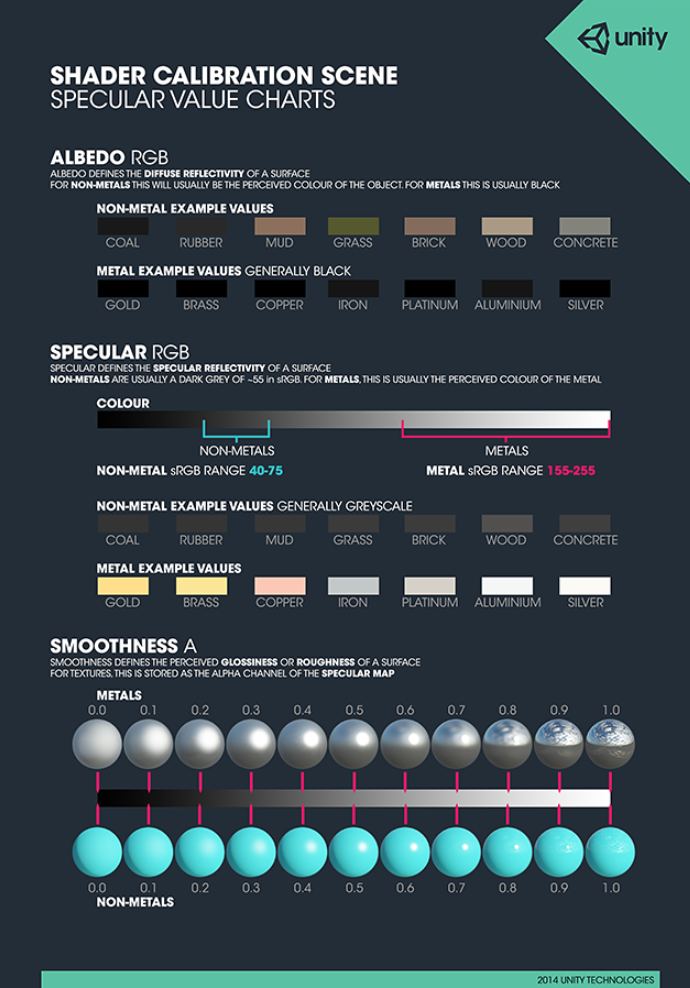 unity
SHADER CALIBRATION SCENE
SPECULAR VALUE CHARTS
ALBEDO RGB
ALBEDO DEFINES THE DIFFUSE REFLECTIVITY OF A SURFACE
FOR NON-METALS THIS WILL USUALLY BE THE PERCEIVED COLOUR OF THE OBJECT. FOR METALS THIS IS USUALLY BLACK
NON-METAL EXAMPLE VALUES
COAL RUBBER MUD GRASS BRICK WOOD CONCRETE
METAL EXAMPLE VALUES GENERALLY BLACK
GOLD BRASS COPPER IRON PLATINUM ALUMINIUM SILVER
SPECULAR RGB
SPECULAR DEFINES THE SPECULAR REFLECTIVITY OF A SURFACE
NON-METALS ARE USUALLY A DARK GREY OF ~55 in sRGB. FOR METALS, THIS IS USUALLY THE PERCEIVED COLOUR OF THE METAL
COLOUR
NON-METALS METALS
NON-METAL sRGB RANGE 40-75 METAL sRGB RANGE 155-255
NON-METAL EXAMPLE VALUES GENERALLY GREYSCALE
COAL RUBBER MUD GRASS BRICK WOOD CONCRETE
METAL EXAMPLE VALUES
GOLD BRASS COPPER IRON PLATINUM ALUMINIUM SILVER
SMOOTHNESS A
SMOOTHNESS DEFINES THE PERCEIVED GLOSSINESS OR ROUGHNESS OF A SURFACE
FOR TEXTURES, THIS IS STORED AS THE ALPHA CHANNEL OF THE SPECULAR MAP
METALS
0.0 0.1 0.2 0.3 0.4 0.5 0.6 0.7 0.8 0.9 1.0
0.0 0.1 0.2 0.3 0.4 0.5 0.6 0.7 0.8 0.9 1.0
NON-METALS
2014 UNITY TECHNOLOGIES